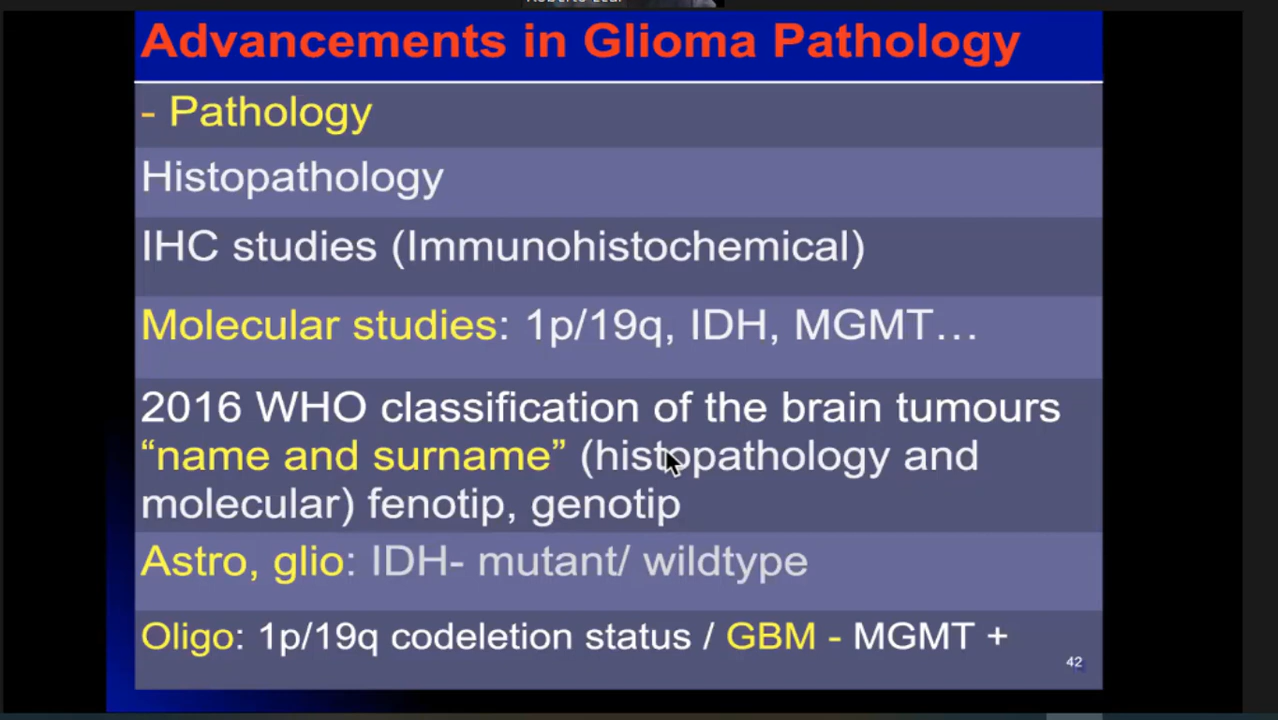 Advancements in Glioma Pathology
- Pathology
Histopathology
IHC studies (Immunohistochemical)
Molecular studies: 1p/19q, IDH, MGMT…
2016 WHO classification of the brain tumours
“name and surname” (histopathology and
molecular) fenotip, genotip
Astro, glio: IDH- mutant/ wildtype
Oligo: 1p/19q codeletion status / GBM - MGMT +
42